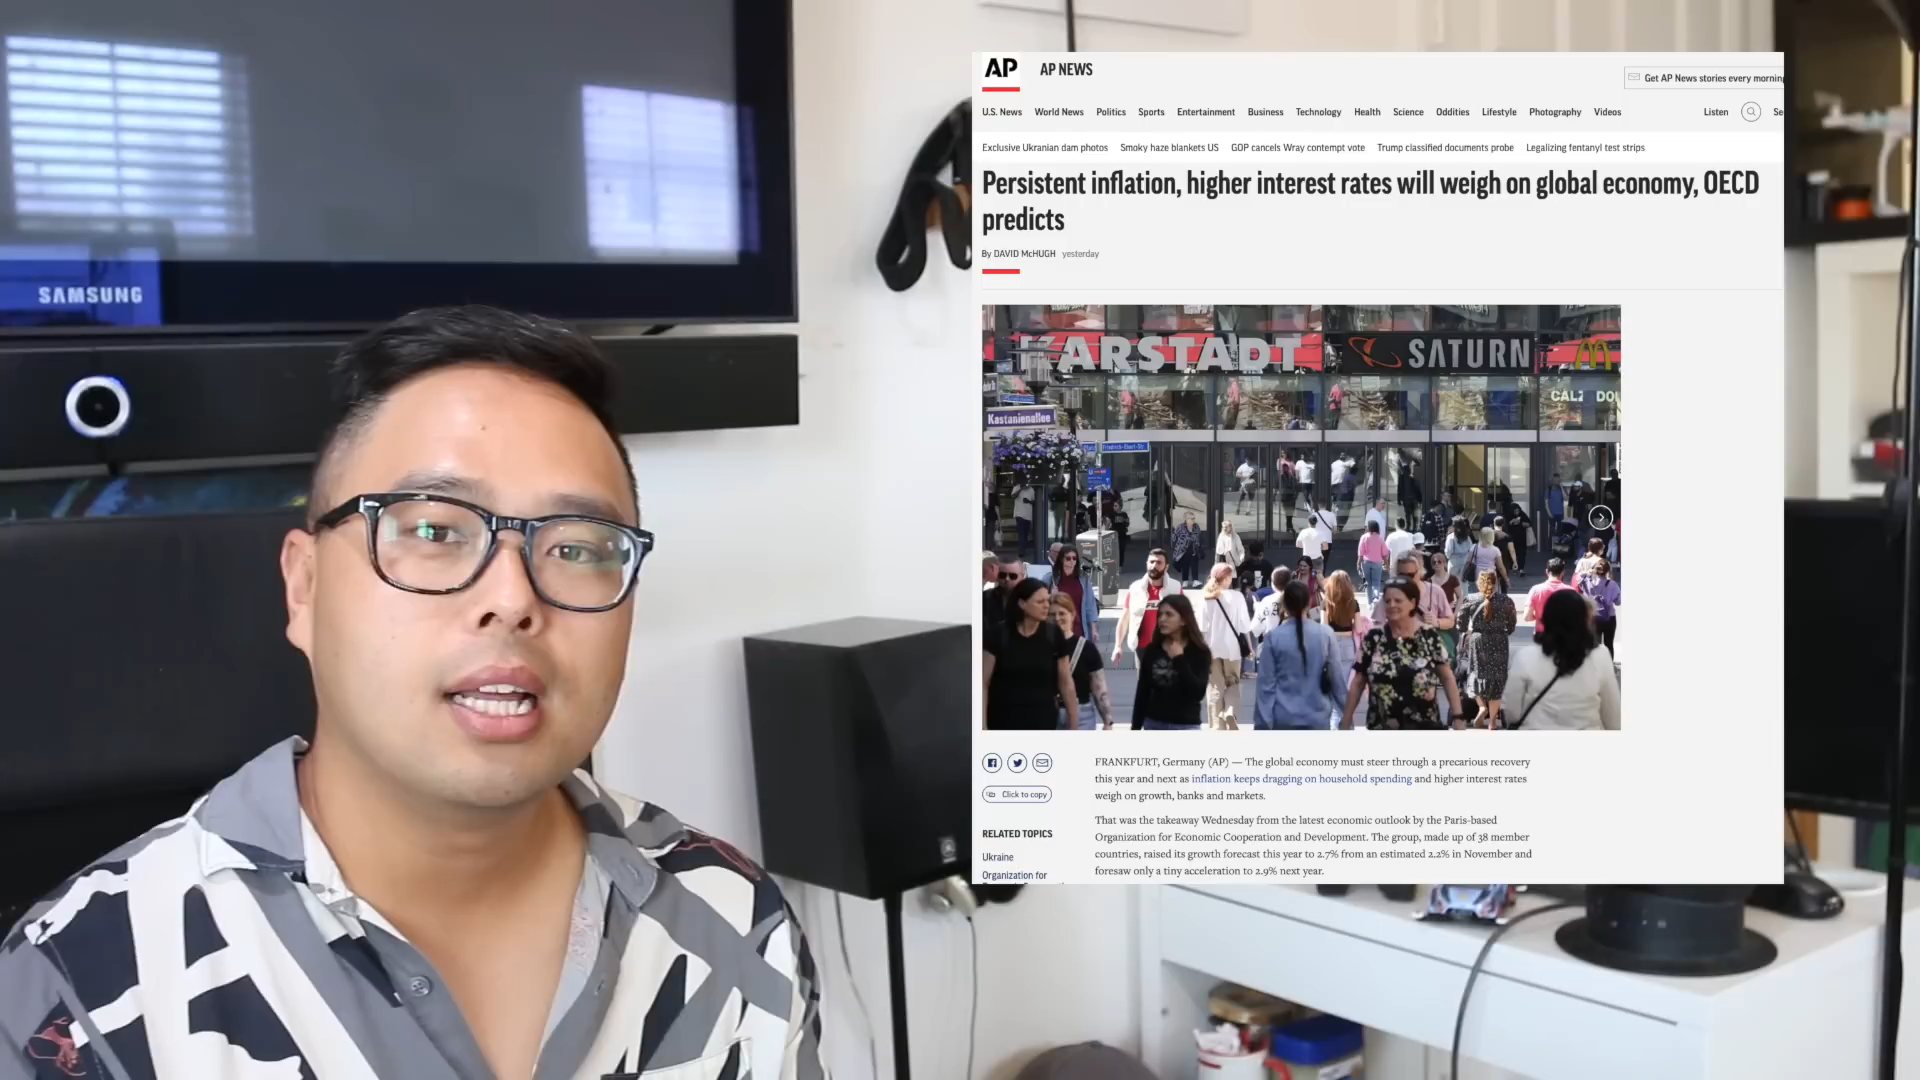 SAMSUNG
AP AP NEWS
Get AP News stories every morning
U.S. News World News Politics Sports Entertainment Business Technology Health Science Oddities Lifestyle Photography Videos Listen Se
Exclusive Ukranian dam photos Smoky haze blankets US GOP cancels Wray contempt vote Trump classified documents probe Legalizing fentanyl test strips
Persistent inflation, higher interest rates will weigh on global economy, OECD
predicts
By DAVID McHUGH yesterday
KARSTADT SATURN
CALZ DOU
Kastanienallee
Friedrich-Ebert-Str.
FRANKFURT, Germany (AP) — The global economy must steer through a precarious recovery
this year and next as inflation keeps dragging on household spending and higher interest rates
weigh on growth, banks and markets.
Click to copy
That was the takeaway Wednesday from the latest economic outlook by the Paris-based
Organization for Economic Cooperation and Development. The group, made up of 38 member
countries, raised its growth forecast this year to 2.7% from an estimated 2.2% in November and
foresaw only a tiny acceleration to 2.9% next year.
RELATED TOPICS
Ukraine
Organization for